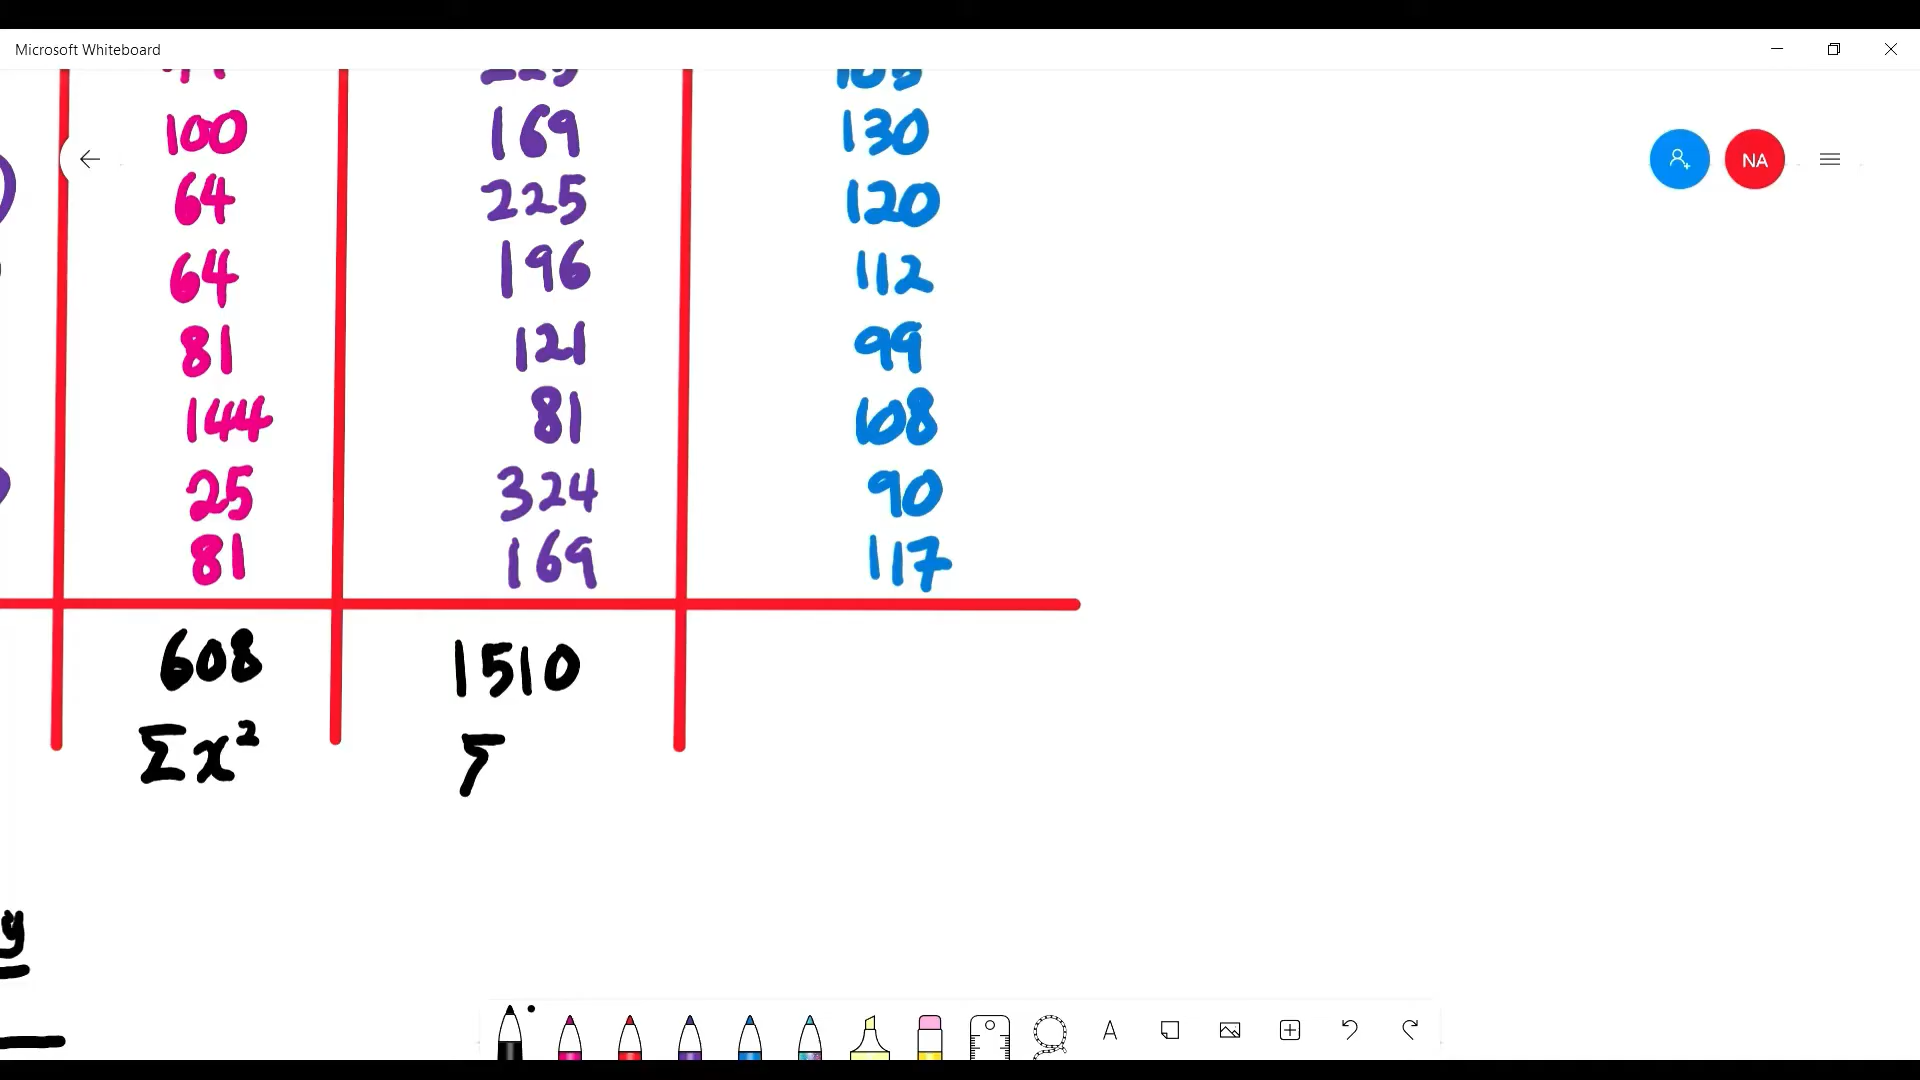 Microsoft Whiteboard
100 169 130
64 225 120
NA
64 196 112
81 121 99
144 81 108
25 324 90
81 169 117
608 1510
Σx² Σ
y
A